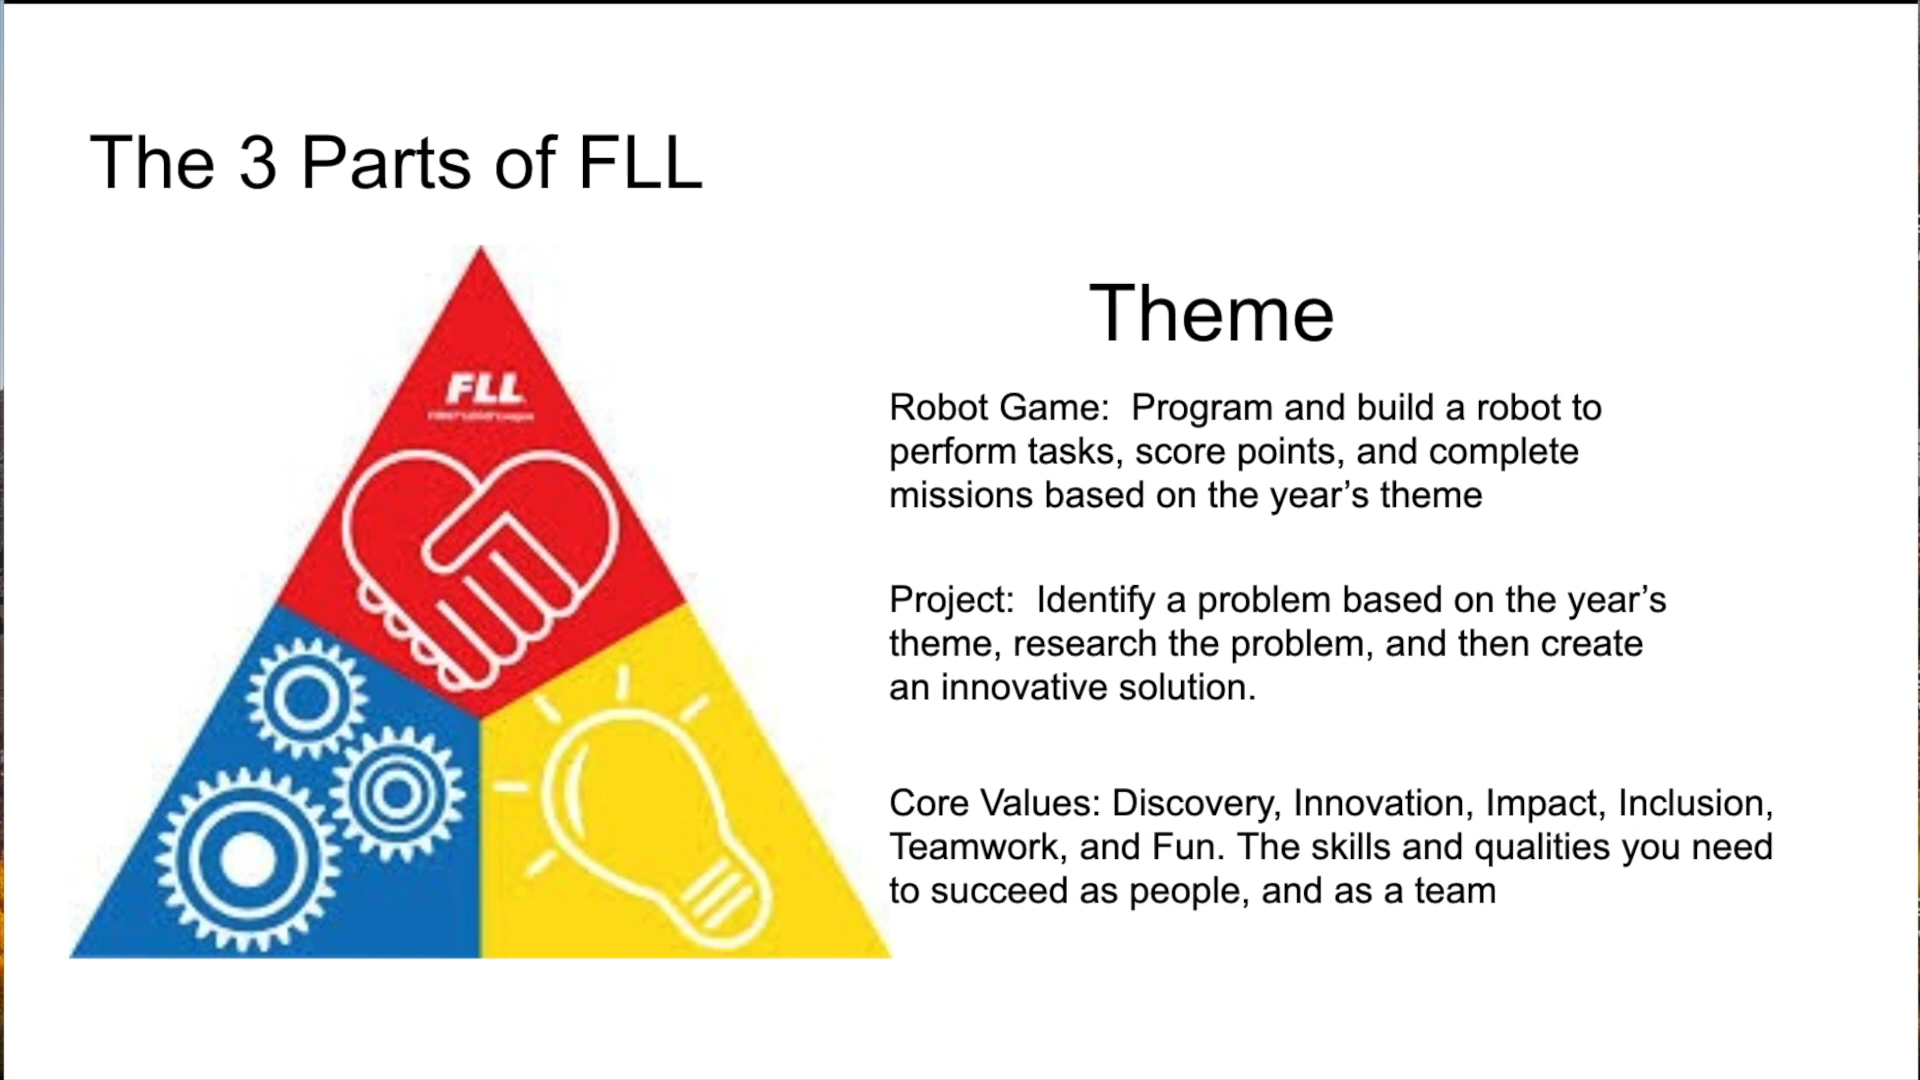 The 3 Parts of FLL
FLL
Theme
Robot Game:  Program and build a robot to
perform tasks, score points, and complete
missions based on the year’s theme
Project:  Identify a problem based on the year’s
theme, research the problem, and then create
an innovative solution.
Core Values: Discovery, Innovation, Impact, Inclusion,
Teamwork, and Fun. The skills and qualities you need
to succeed as people, and as a team